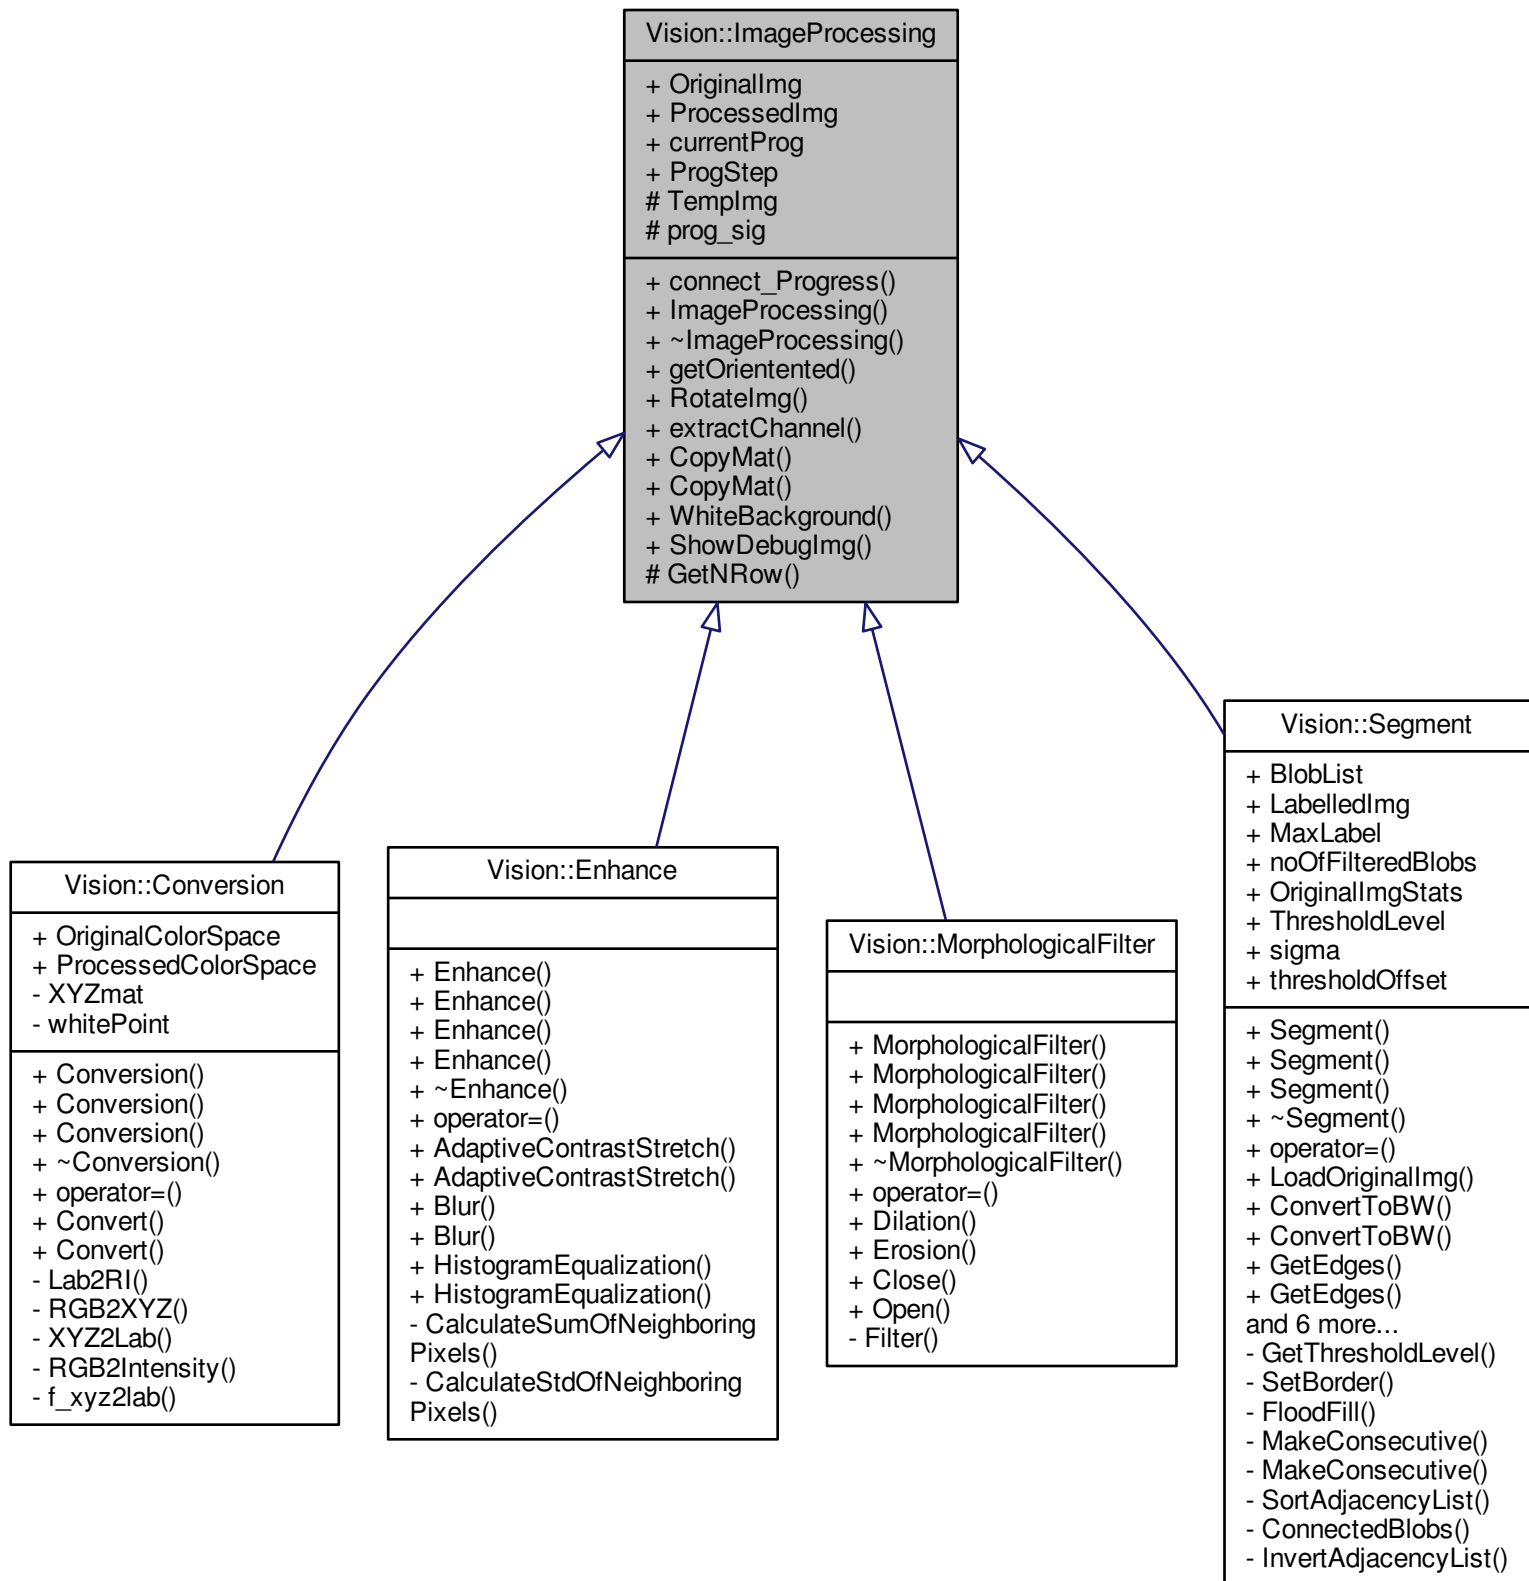 Vision::ImageProcessing
+ OriginalImg
+ ProcessedImg
+ currentProg
+ ProgStep
# TempImg
# prog_sig
+ connect_Progress()
+ ImageProcessing()
+ ~ImageProcessing()
+ getOrientented()
+ RotateImg()
+ extractChannel()
+ CopyMat()
+ CopyMat()
+ WhiteBackground()
+ ShowDebugImg()
# GetNRow()
Vision::Conversion
+ OriginalColorSpace
+ ProcessedColorSpace
- XYZmat
- whitePoint
+ Conversion()
+ Conversion()
+ Conversion()
+ ~Conversion()
+ operator=()
+ Convert()
+ Convert()
- Lab2RI()
- RGB2XYZ()
- XYZ2Lab()
- RGB2Intensity()
- f_xyz2lab()
Vision::Enhance
+ Enhance()
+ Enhance()
+ Enhance()
+ Enhance()
+ ~Enhance()
+ operator=()
+ AdaptiveContrastStretch()
+ AdaptiveContrastStretch()
+ Blur()
+ Blur()
+ HistogramEqualization()
+ HistogramEqualization()
- CalculateSumOfNeighboring
Pixels()
- CalculateStdOfNeighboring
Pixels()
Vision::MorphologicalFilter
+ MorphologicalFilter()
+ MorphologicalFilter()
+ MorphologicalFilter()
+ MorphologicalFilter()
+ ~MorphologicalFilter()
+ operator=()
+ Dilation()
+ Erosion()
+ Close()
+ Open()
- Filter()
Vision::Segment
+ BlobList
+ LabelledImg
+ MaxLabel
+ noOfFilteredBlobs
+ OriginalImgStats
+ ThresholdLevel
+ sigma
+ thresholdOffset
+ Segment()
+ Segment()
+ Segment()
+ ~Segment()
+ operator=()
+ LoadOriginalImg()
+ ConvertToBW()
+ ConvertToBW()
+ GetEdges()
+ GetEdges()
and 6 more...
- GetThresholdLevel()
- SetBorder()
- FloodFill()
- MakeConsecutive()
- MakeConsecutive()
- SortAdjacencyList()
- ConnectedBlobs()
- InvertAdjacencyList()